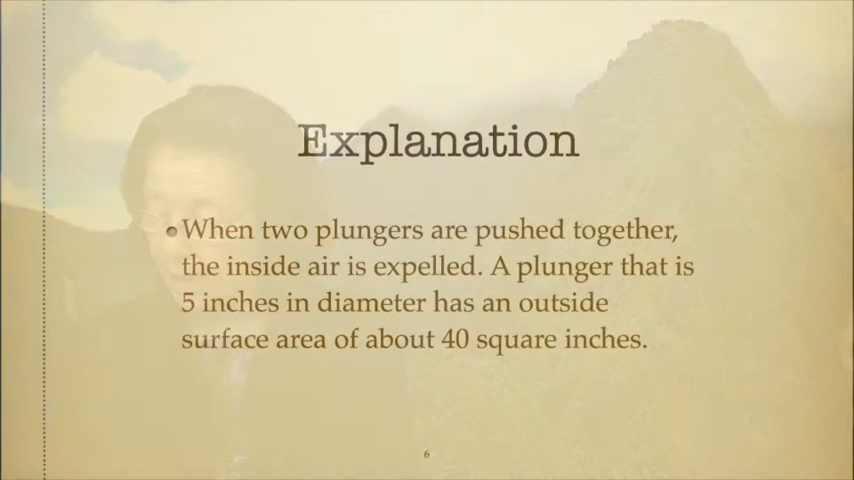 Explanation
•When two plungers are pushed together,
the inside air is expelled. A plunger that is
5 inches in diameter has an outside
surface area of about 40 square inches.
6